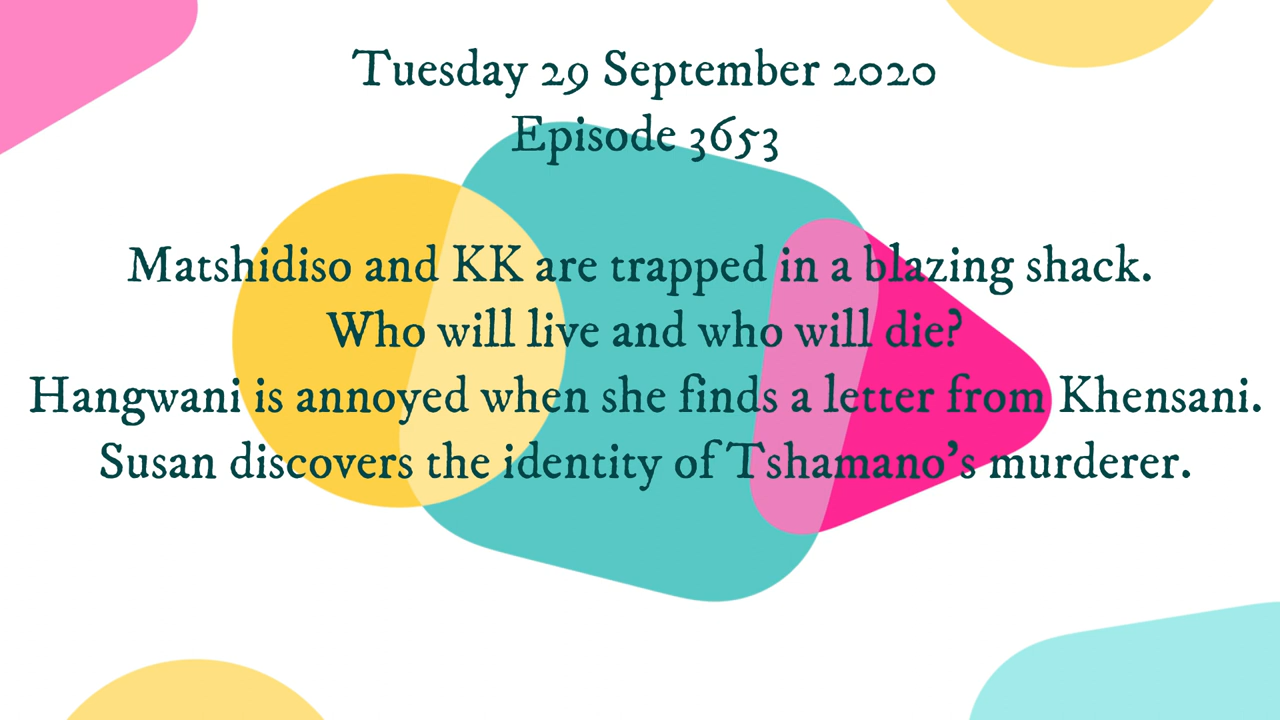 Tuesday 29 September 2020
Episode 3653
Matshidiso and KK are trapped in a blazing shack.
Who will live and who will die?
Hangwani is annoyed when she finds a letter from Khensani.
Susan discovers the identity of Tshamano's murderer.